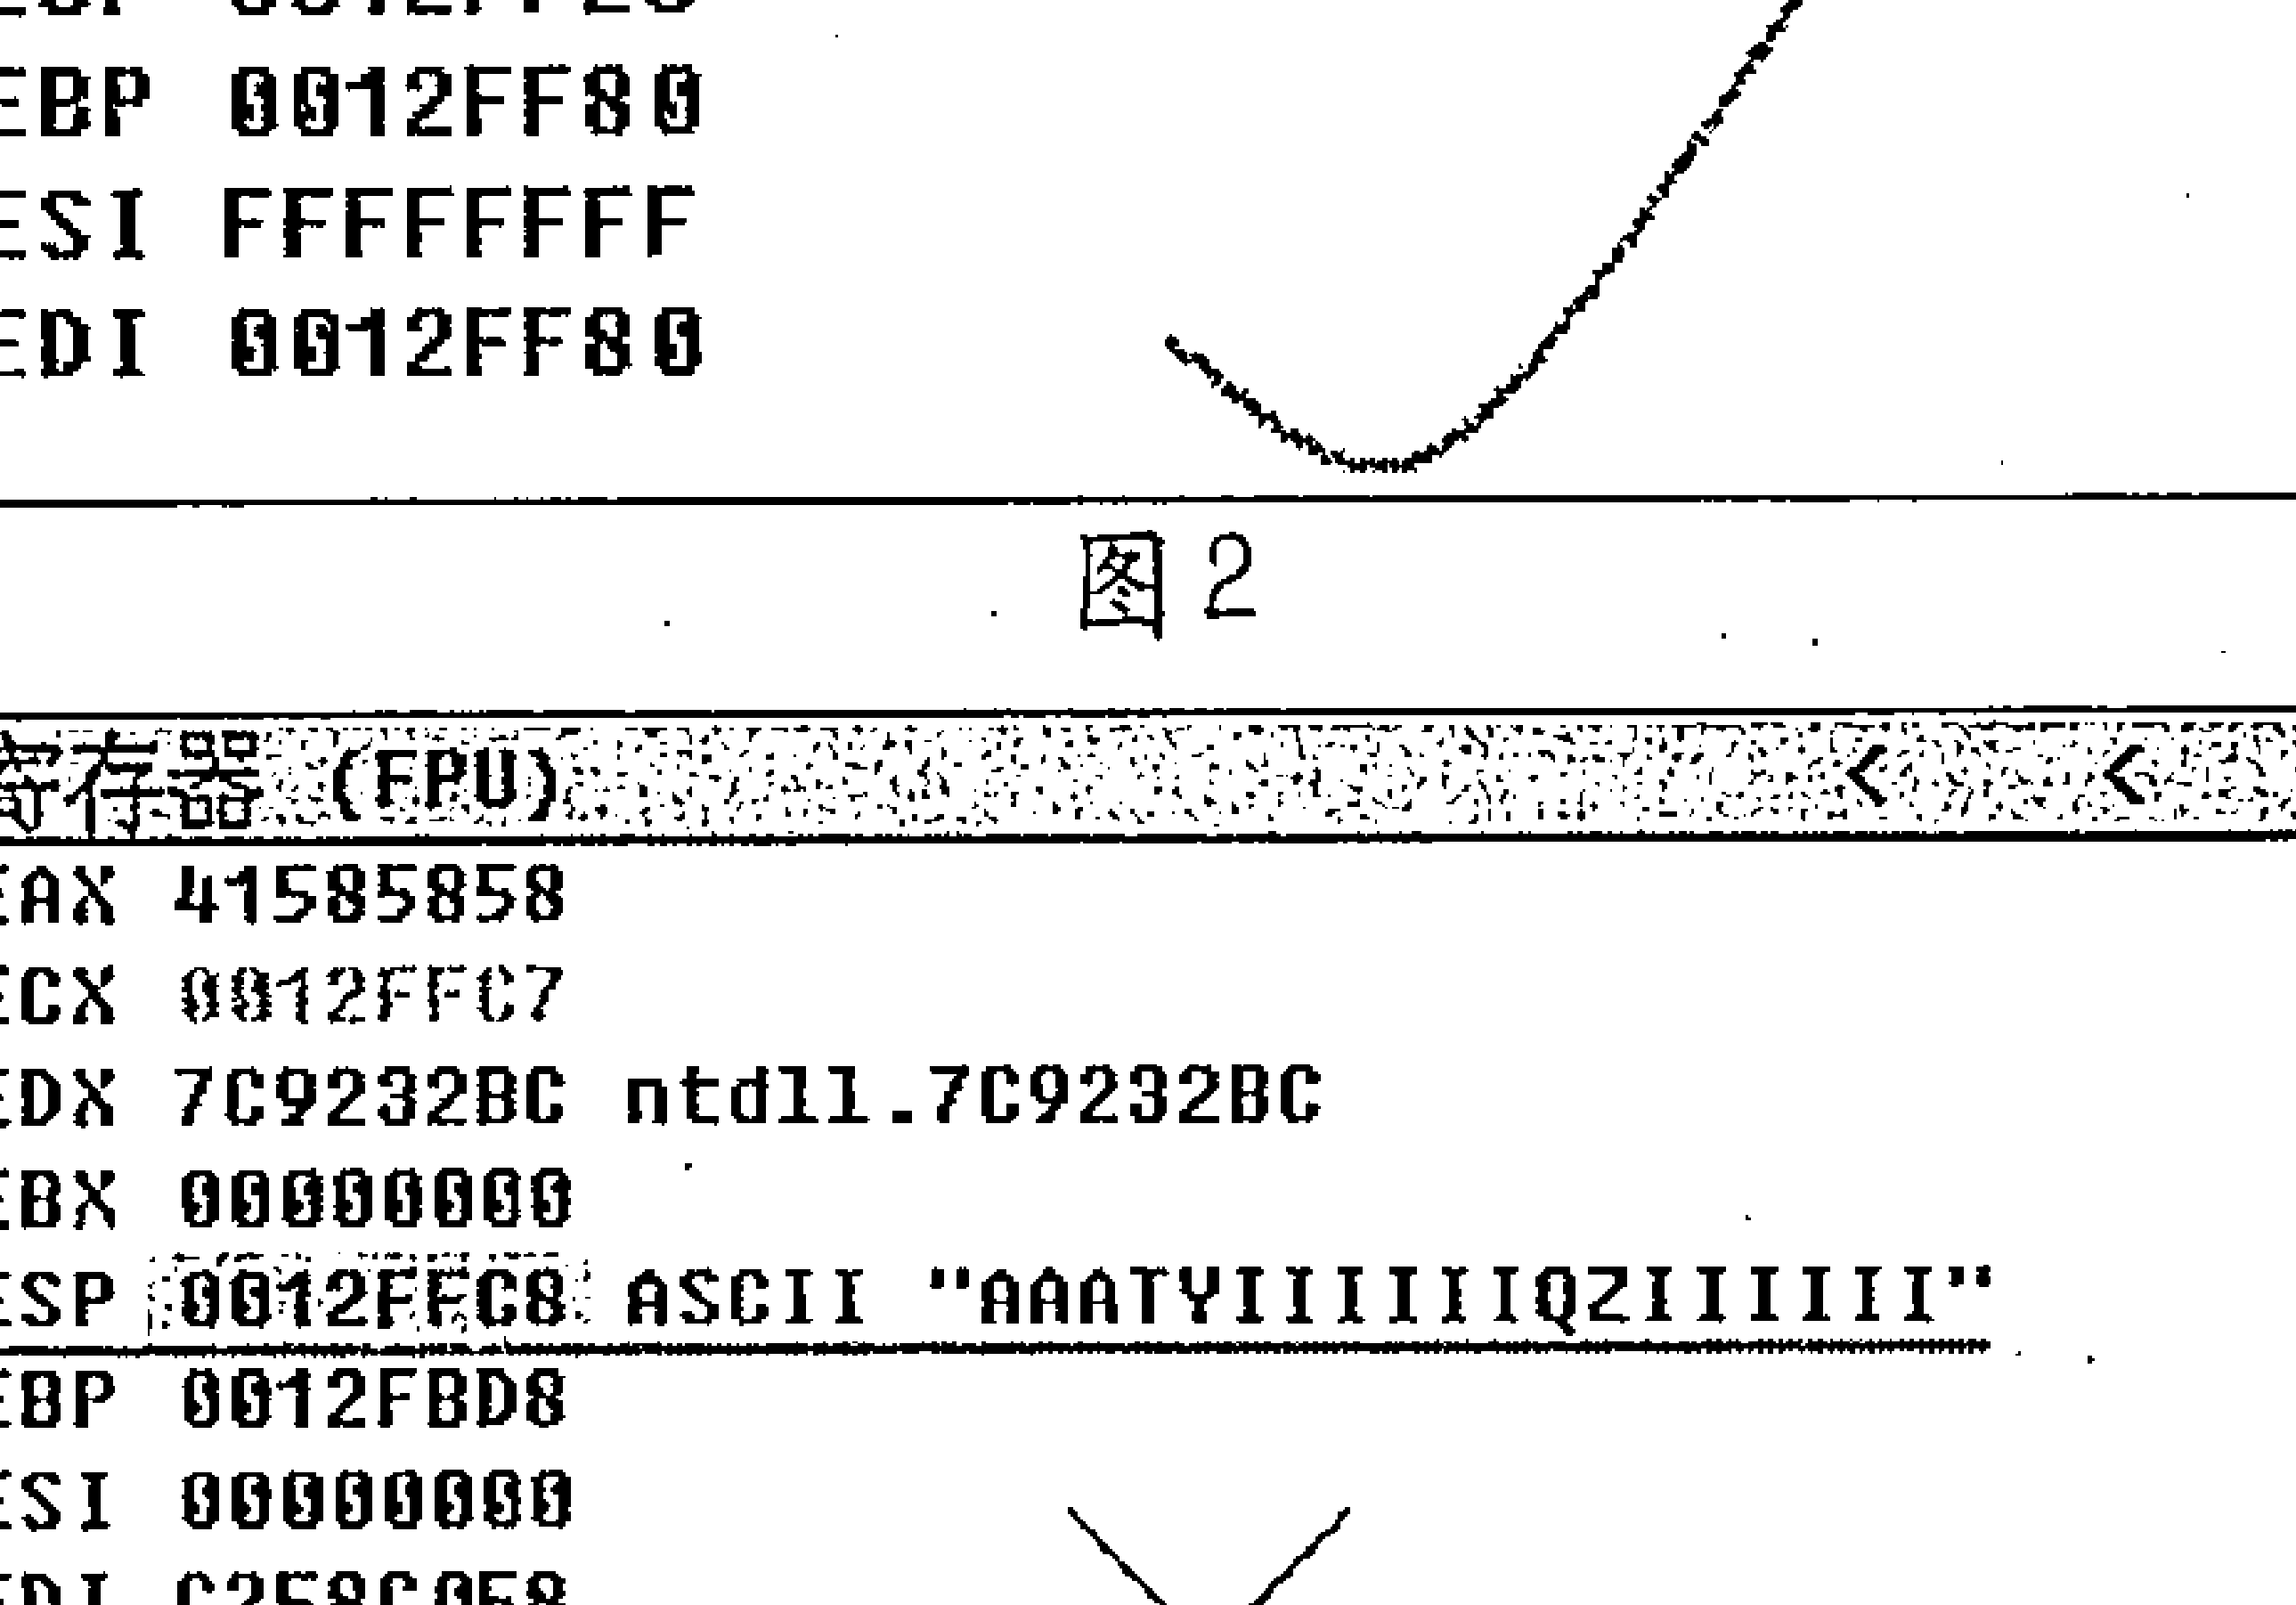 EBP 0012FF80
ESI FFFFFFFF
EDI 0012FF80
图 2
寄存器 (FPU) < <
EAX 41585858
ECX 0012FFC7
EDX 7C9232BC ntdll.7C9232BC
EBX 00000000
ESP 0012FFC8 ASCII "AAATYIIIIIIQZIIIIII"
EBP 0012FBD8
ESI 00000000